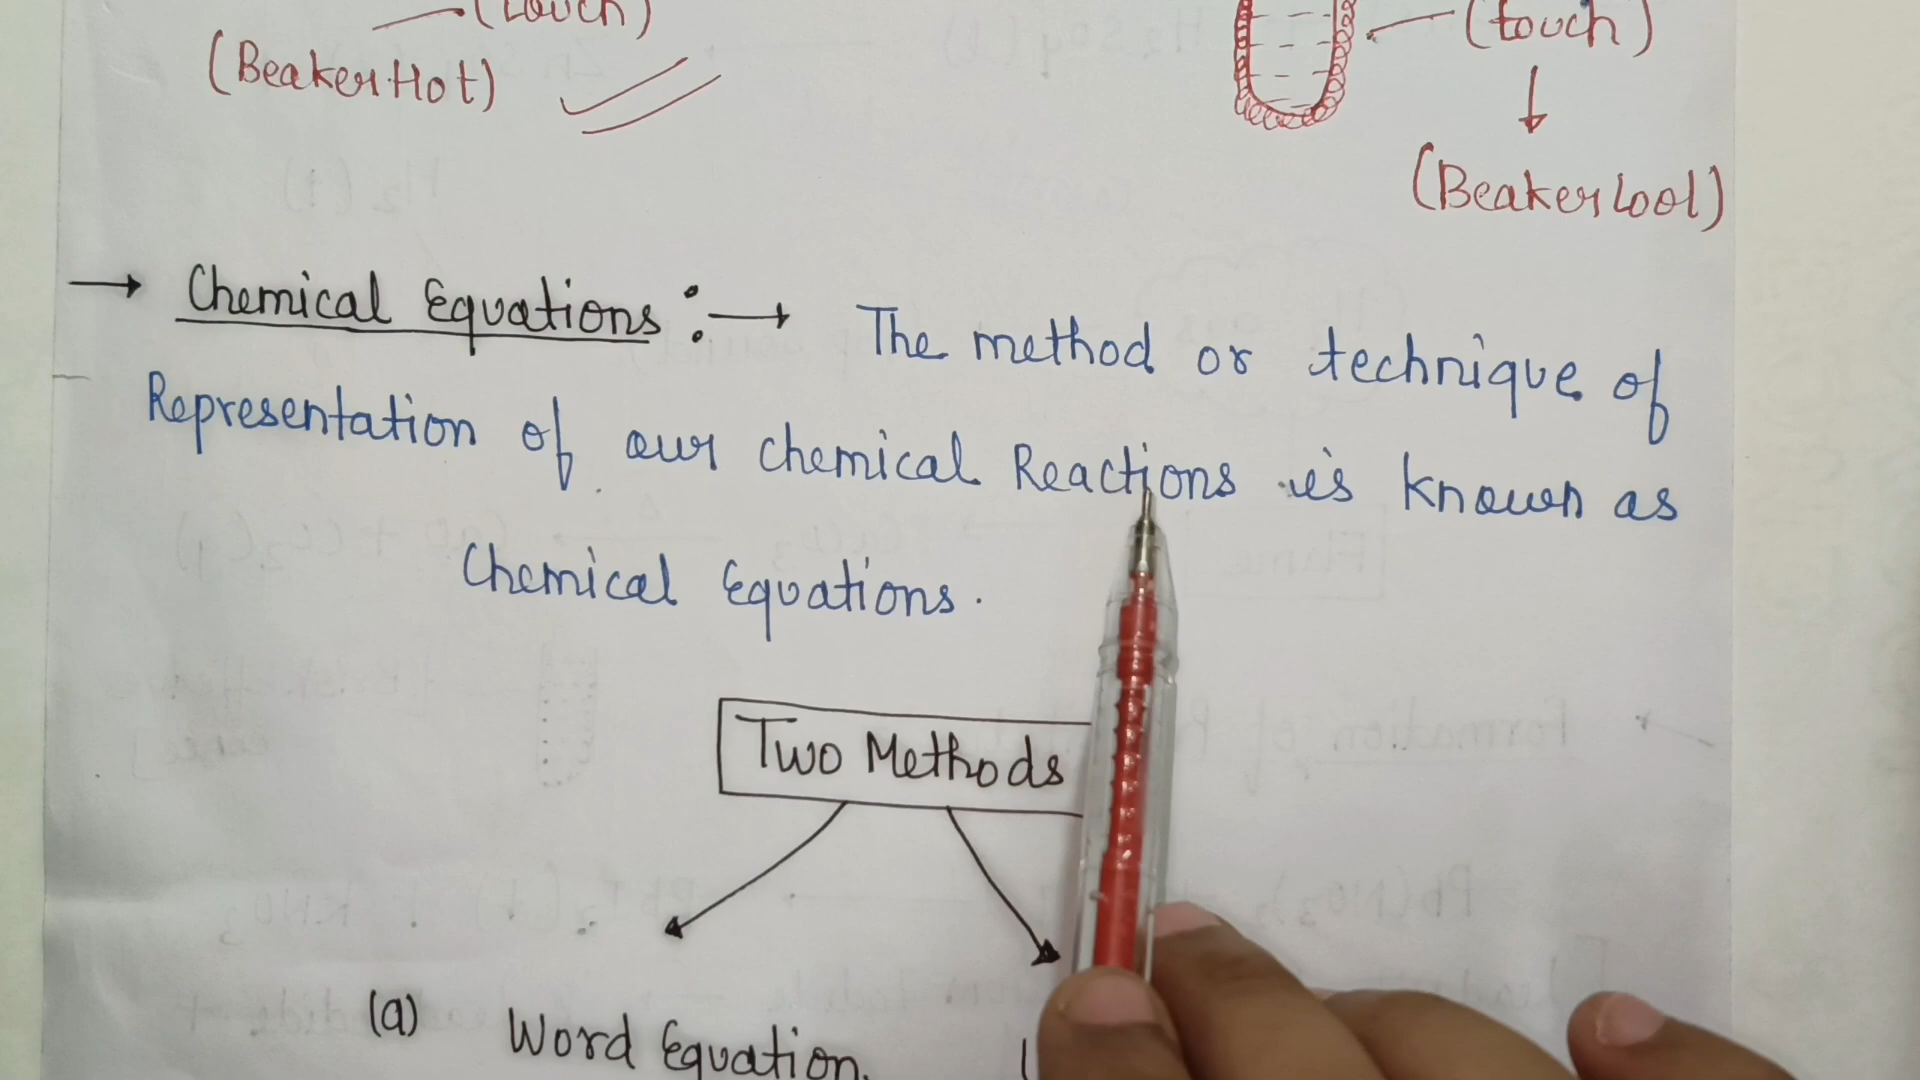 (touch)
(touch)
(Beaker Hot)
(Beaker Cool)
→ Chemical Equations :→ The method or technique of
Representation of our chemical Reactions is known as
Chemical Equations.
Two Methods
(a) Word Equation.